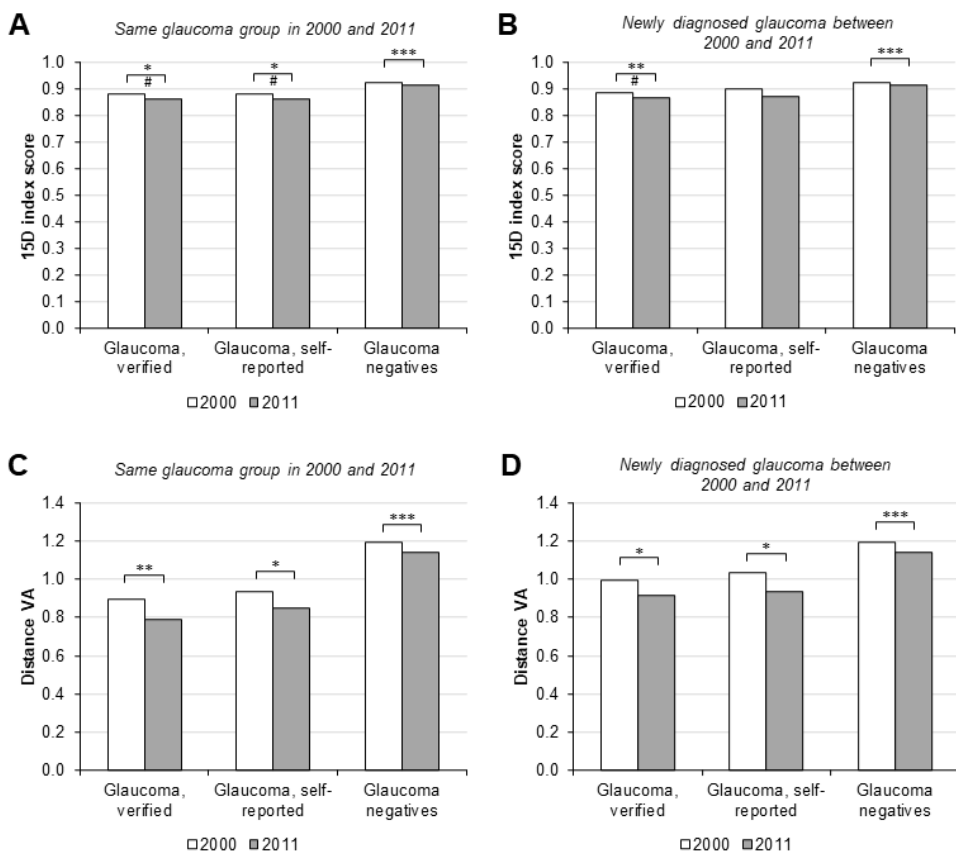 A
Same glaucoma group in 2000 and 2011
15D index score
1.0
0.9
0.8
0.7
0.6
0.5
0.4
0.3
0.2
0.1
0.0
*
#
*
#
***
Glaucoma, verified
Glaucoma, self-reported
Glaucoma negatives
2000 2011
B
Newly diagnosed glaucoma between
2000 and 2011
15D index score
1.0
0.9
0.8
0.7
0.6
0.5
0.4
0.3
0.2
0.1
0.0
**
#
***
Glaucoma, verified
Glaucoma, self-reported
Glaucoma negatives
2000 2011
C
Same glaucoma group in 2000 and 2011
Distance VA
1.4
1.2
1.0
0.8
0.6
0.4
0.2
0.0
**
*
***
Glaucoma, verified
Glaucoma, self-reported
Glaucoma negatives
2000 2011
D
Newly diagnosed glaucoma between
2000 and 2011
Distance VA
1.4
1.2
1.0
0.8
0.6
0.4
0.2
0.0
*
*
***
Glaucoma, verified
Glaucoma, self-reported
Glaucoma negatives
2000 2011